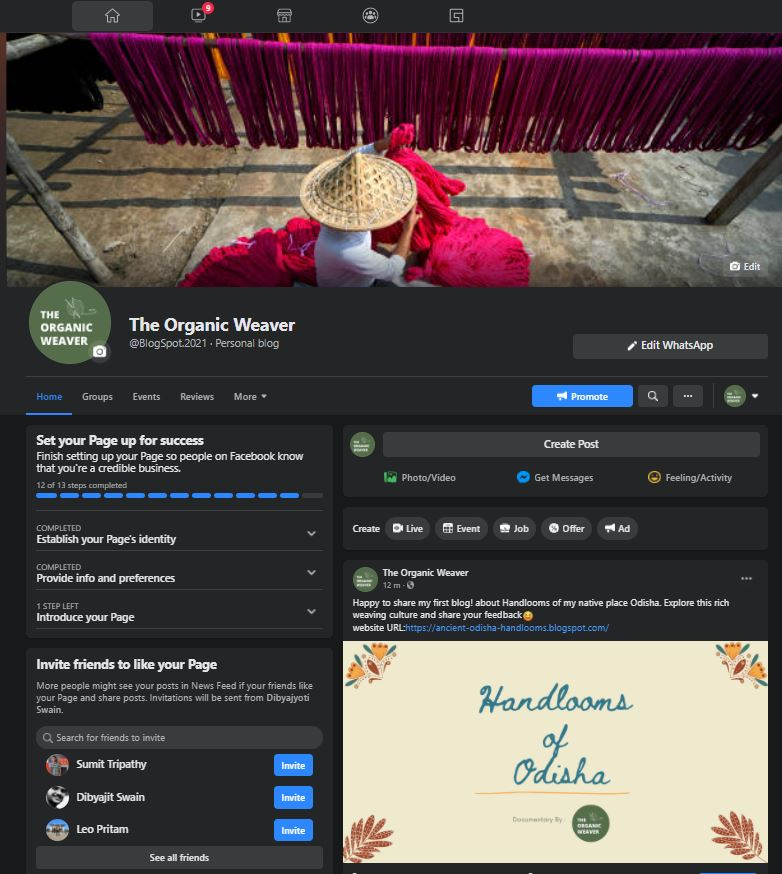 9
Edit
THE
ORGANIC
WEAVER
The Organic Weaver
@BlogSpot.2021 · Personal blog
Edit WhatsApp
Home Groups Events Reviews More
Promote
Set your Page up for success
Finish setting up your Page so people on Facebook know
that you're a credible business.
12 of 13 steps completed
COMPLETED
Establish your Page's identity
COMPLETED
Provide info and preferences
1 STEP LEFT
Introduce your Page
Invite friends to like your Page
More people might see your posts in News Feed if your friends like
your Page and share posts. Invitations will be sent from Dibyajyoti
Swain.
Search for friends to invite
Sumit Tripathy Invite
Dibyajit Swain Invite
Leo Pritam Invite
See all friends
Create Post
Photo/Video Get Messages Feeling/Activity
Create Live Event Job Offer Ad
The Organic Weaver
12 m ·
Happy to share my first blog! about Handlooms of my native place Odisha. Explore this rich
weaving culture and share your feedback😊
website URL:https://ancient-odisha-handlooms.blogspot.com/
Handlooms
of
Odisha
Documentary By
THE
ORGANIC
WEAVER